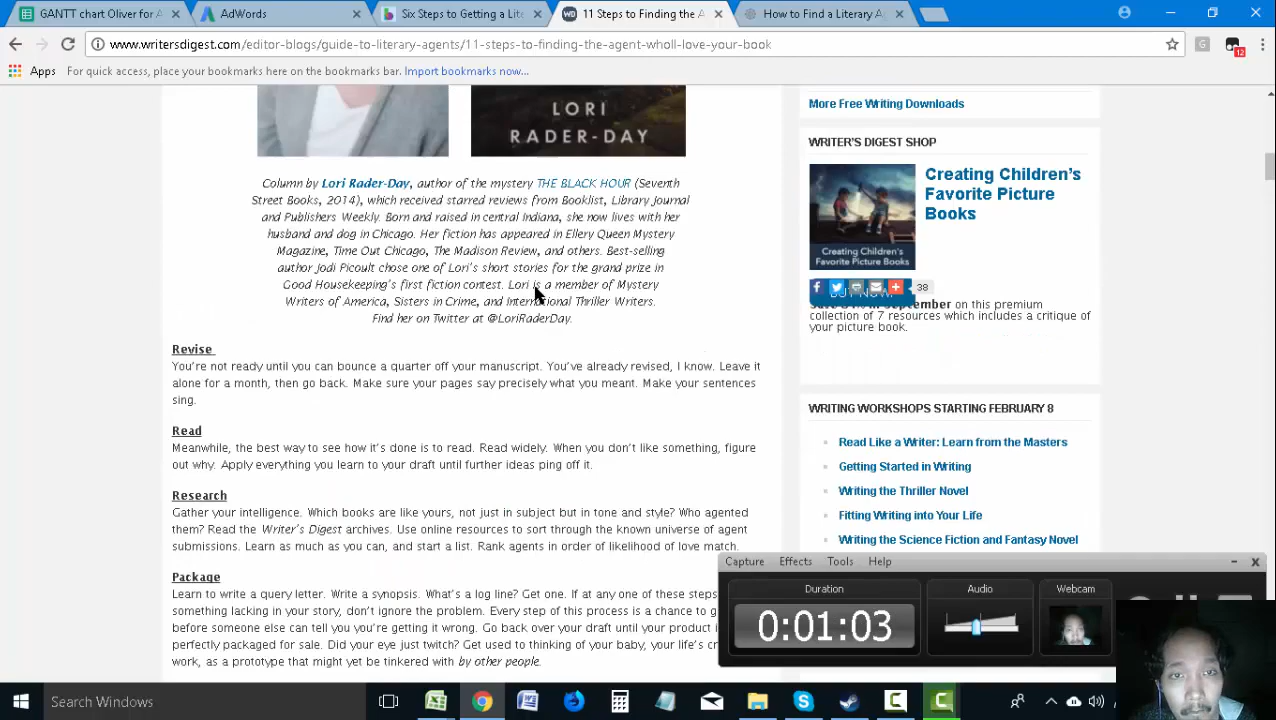 GANTT chart Oliver for A
AdWords
Six Steps to Getting a Lite
11 Steps to Finding the A
How to Find a Literary A
www.writersdigest.com/editor-blogs/guide-to-literary-agents/11-steps-to-finding-the-agent-wholl-love-your-book
12
Apps
For quick access, place your bookmarks here on the bookmarks bar. Import bookmarks now...
LORI
RADER-DAY
Column by Lori Rader-Day, author of the mystery THE BLACK HOUR (Seventh
Street Books, 2014), which received starred reviews from Booklist, Library Journal
and Publishers Weekly. Born and raised in central Indiana, she now lives with her
husband and dog in Chicago. Her fiction has appeared in Ellery Queen Mystery
Magazine, Time Out Chicago, The Madison Review, and others. Best-selling
author Jodi Picoult chose one of Lori's short stories for the grand prize in
Good Housekeeping's first fiction contest. Lori is a member of Mystery
Writers of America, Sisters in Crime, and International Thriller Writers.
Find her on Twitter at @LoriRaderDay.
Revise
You're not ready until you can bounce a quarter off your manuscript. You've already revised, I know. Leave it
alone for a month, then go back. Make sure your pages say precisely what you meant. Make your sentences
sing.
Read
Meanwhile, the best way to see how it's done is to read. Read widely. When you don't like something, figure
out why. Apply everything you learn to your draft until further ideas ping off it.
Research
Gather your intelligence. Which books are like yours, not just in subject but in tone and style? Who agented
them? Read the Writer's Digest archives. Use online resources to sort through the known universe of agent
submissions. Learn as much as you can, and start a list. Rank agents in order of likelihood of love match.
Package
Learn to write a query letter. Write a synopsis. What's a log line? Get one. If at any one of these steps
something lacking in your story, don't ignore the problem. Every step of this process is a chance to g
before someone else can tell you you're getting it wrong. Go back over your draft until your product i
perfectly packaged for sale. Did your eye just twitch? Get used to thinking of your baby, your life's cr
work, as a prototype that might yet be tinkered with by other people.
More Free Writing Downloads
WRITER'S DIGEST SHOP
Creating Children's
Favorite Picture
Books
Creating Children's
Favorite Picture Books
38
BUY NOW!
in September on this premium
collection of 7 resources which includes a critique of
your picture book.
WRITING WORKSHOPS STARTING FEBRUARY 8
Read Like a Writer: Learn from the Masters
Getting Started in Writing
Writing the Thriller Novel
Fitting Writing into Your Life
Writing the Science Fiction and Fantasy Novel
Capture Effects Tools Help
Duration
0:01:03
Audio
Webcam
Search Windows